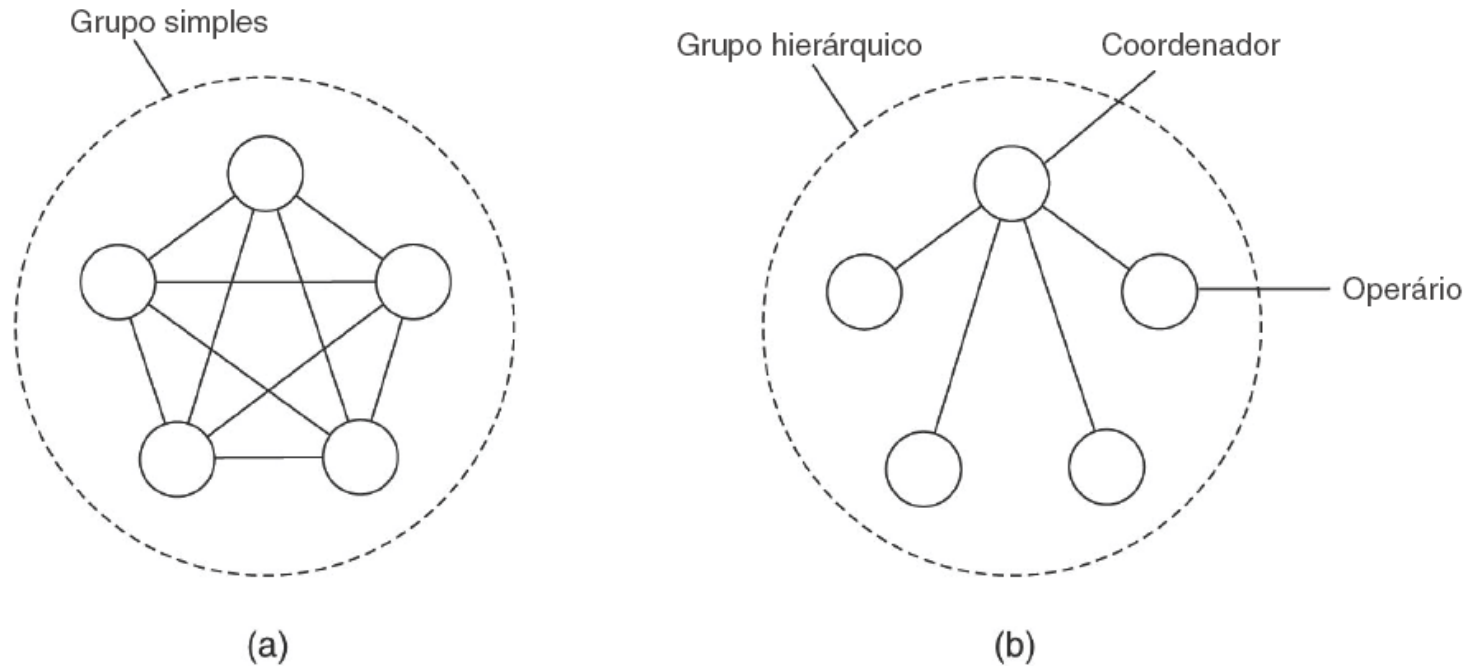 Grupo simples
Grupo hierárquico
Coordenador
Operário
(a)
(b)